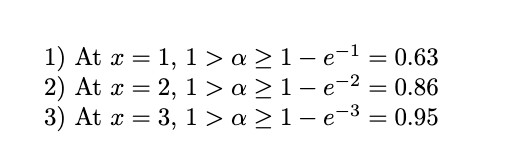 1) At x = 1, 1 > α ≥ 1 − e⁻¹ = 0.63
2) At x = 2, 1 > α ≥ 1 − e⁻² = 0.86
3) At x = 3, 1 > α ≥ 1 − e⁻³ = 0.95